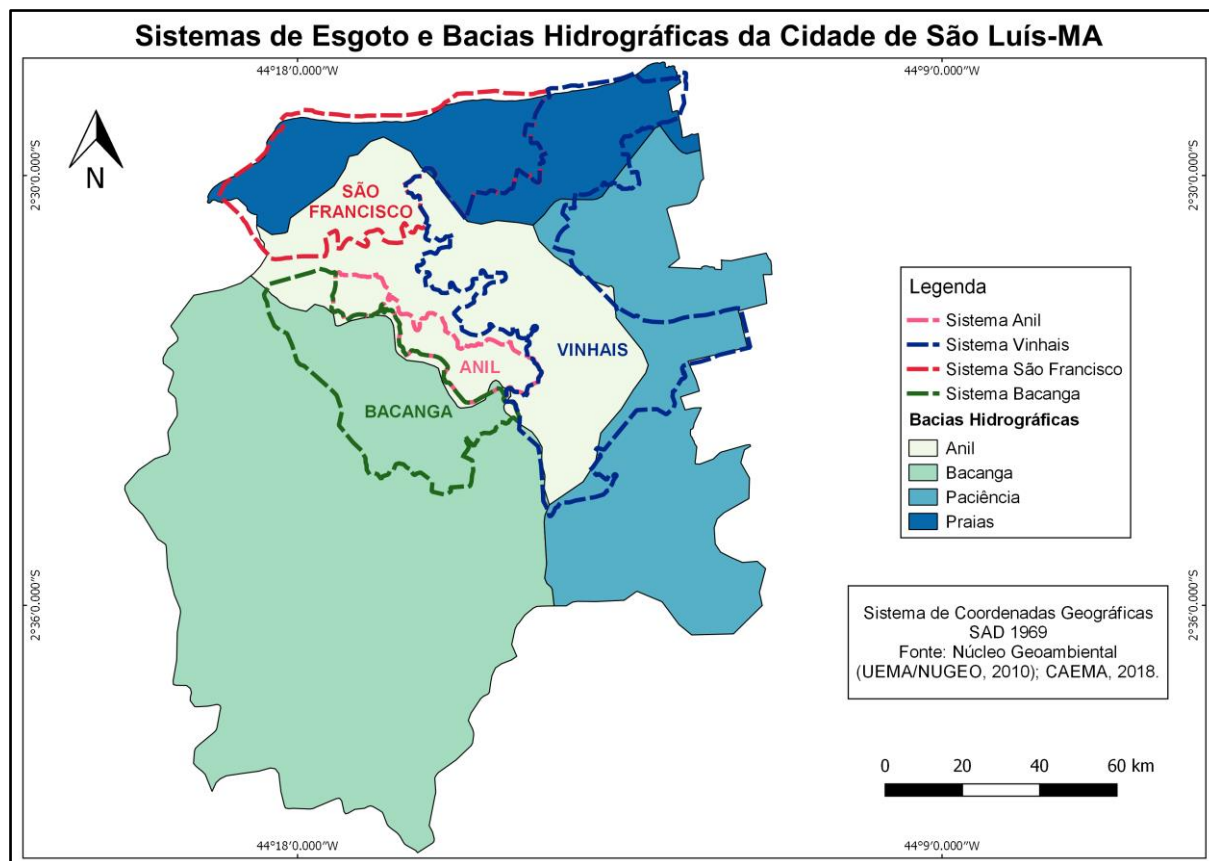 Sistemas de Esgoto e Bacias Hidrográficas da Cidade de São Luís-MA
44°18'0.000"W
44°9'0.000"W
N
2°30'0.000"S
2°30'0.000"S
SÃO
FRANCISCO
VINHAIS
ANIL
BACANGA
Legenda
Sistema Anil
Sistema Vinhais
Sistema São Francisco
Sistema Bacanga
Bacias Hidrográficas
Anil
Bacanga
Paciência
Praias
2°36'0.000"S
2°36'0.000"S
Sistema de Coordenadas Geográficas
SAD 1969
Fonte: Núcleo Geoambiental
(UEMA/NUGEO, 2010); CAEMA, 2018.
0 20 40 60 km
44°18'0.000"W
44°9'0.000"W